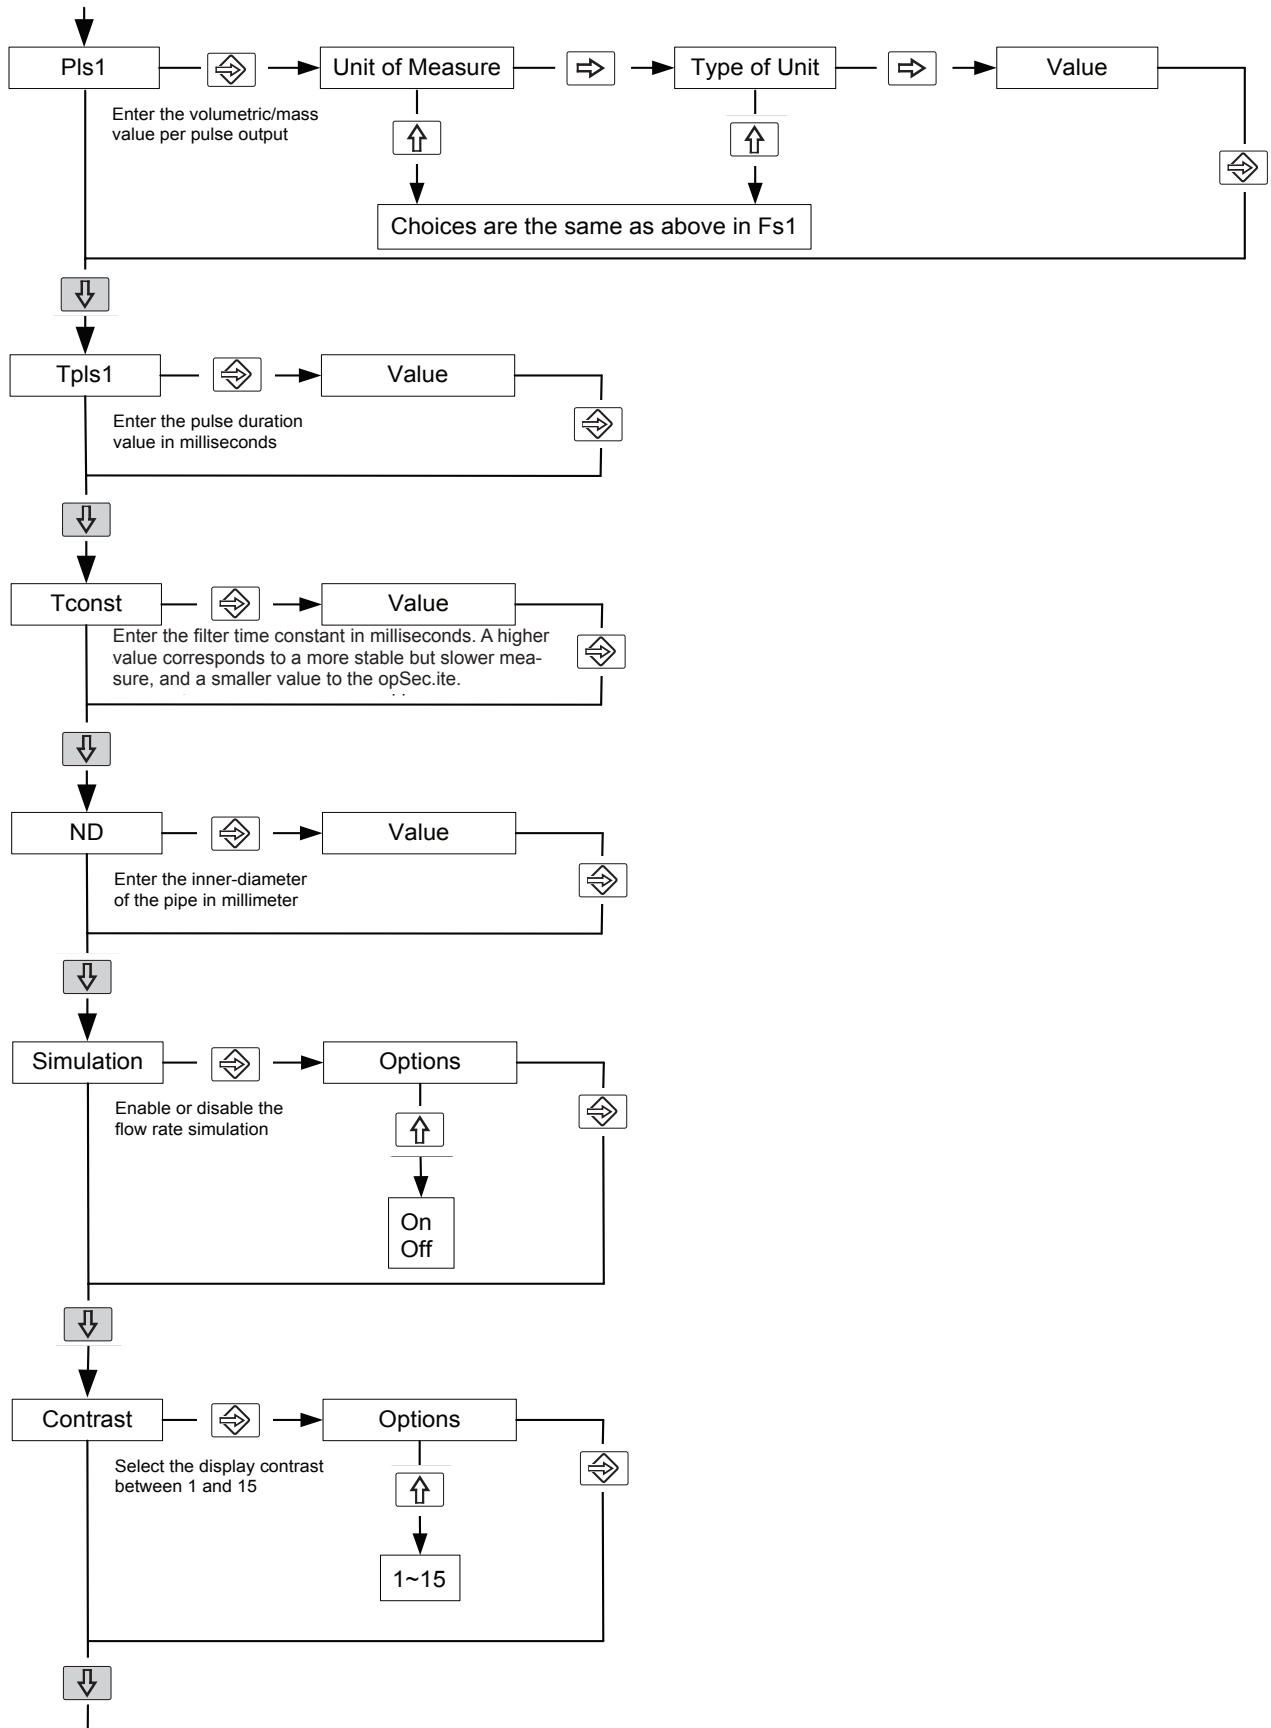 Pls1
Unit of Measure
Type of Unit
Value
Enter the volumetric/mass
value per pulse output
Choices are the same as above in Fs1
Tpls1
Value
Enter the pulse duration
value in milliseconds
Tconst
Value
Enter the filter time constant in milliseconds. A higher
value corresponds to a more stable but slower mea-
sure, and a smaller value to the opSec.ite.
ND
Value
Enter the inner-diameter
of the pipe in millimeter
Simulation
Options
Enable or disable the
flow rate simulation
On
Off
Contrast
Options
Select the display contrast
between 1 and 15
1~15